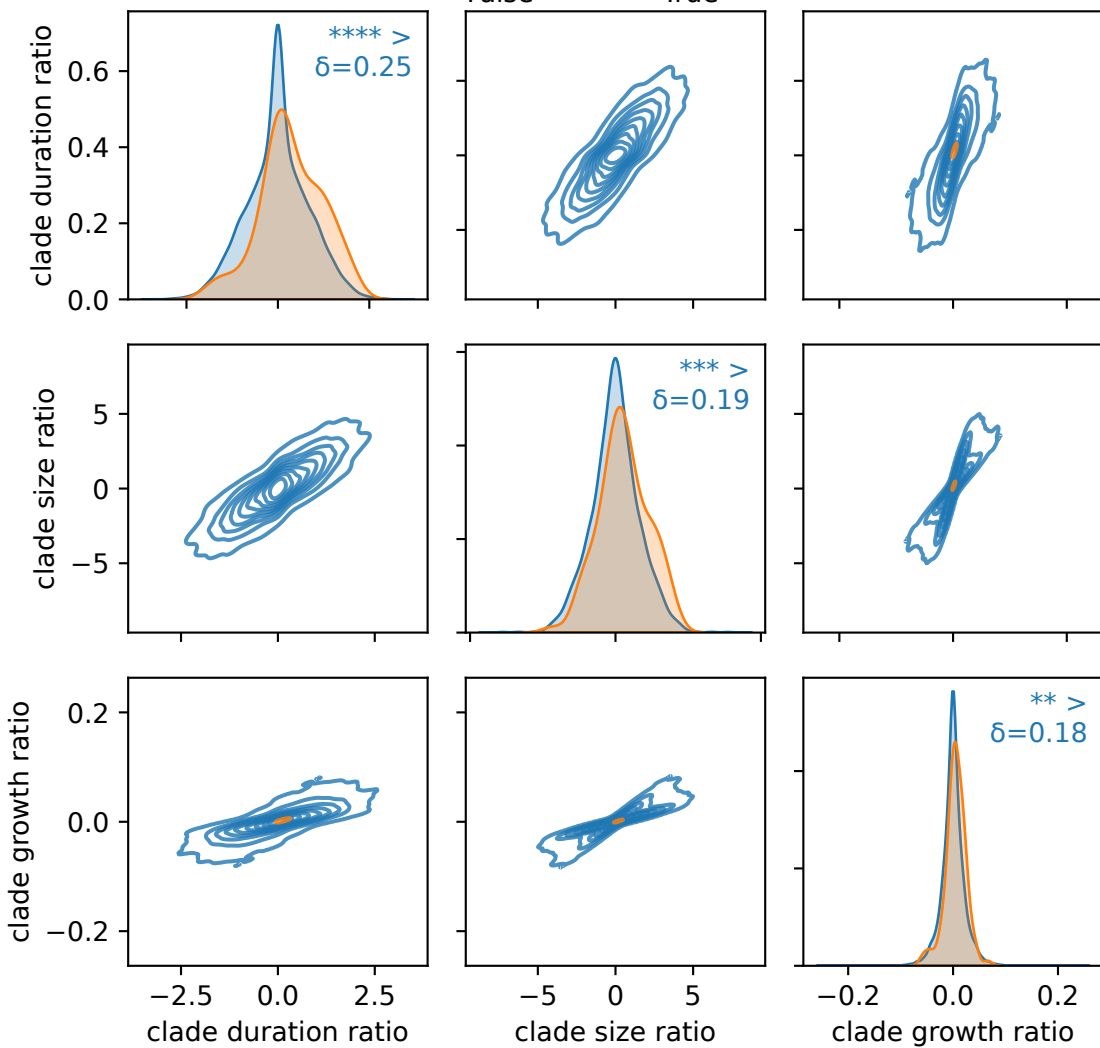 clade duration ratio
0.6
0.4
0.2
0.0
**** >
δ=0.25
clade size ratio
5
0
−5
*** >
δ=0.19
clade growth ratio
0.2
0.0
−0.2
** >
δ=0.18
−2.5 0.0 2.5
−5 0 5
−0.2 0.0 0.2
clade duration ratio
clade size ratio
clade growth ratio